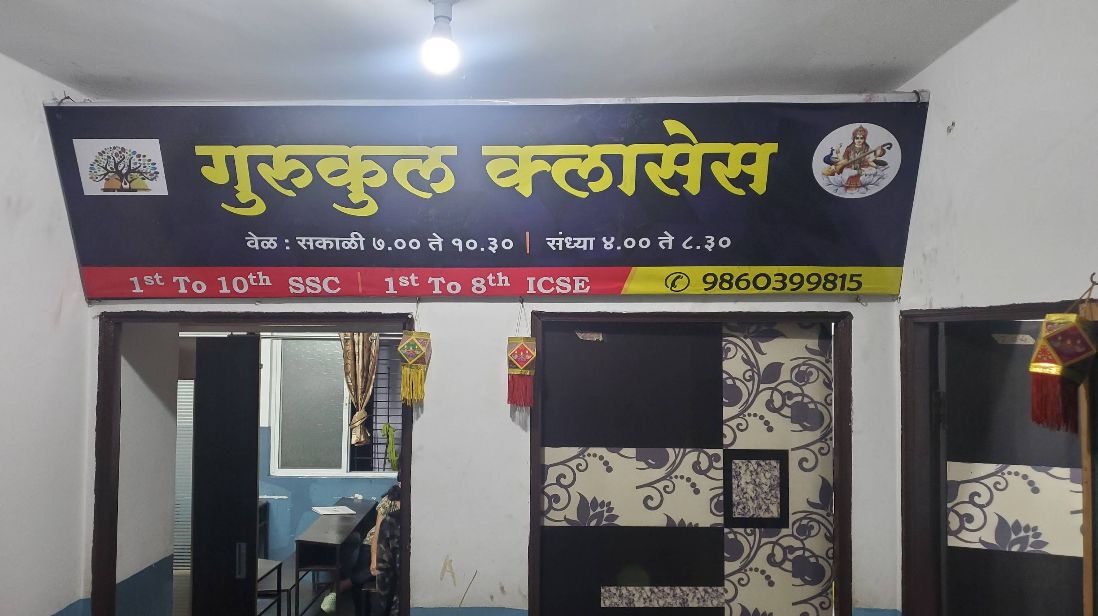 गुरुकुल क्लासेस
वेळ : सकाळी ७.०० ते १०.३० | संध्या ४.०० ते ८.३०
1st To 10th SSC | 1st To 8th ICSE 9860399815
A